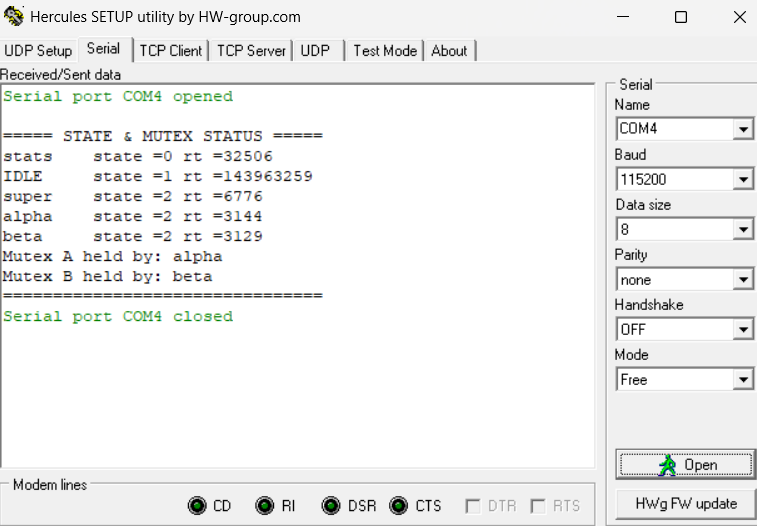 Hercules SETUP utility by HW-group.com
UDP Setup Serial TCP Client TCP Server UDP Test Mode About
Received/Sent data
Serial port COM4 opened
===== STATE & MUTEX STATUS =====
stats state =0 rt =32506
IDLE state =1 rt =143963259
super state =2 rt =6776
alpha state =2 rt =3144
beta state =2 rt =3129
Mutex A held by: alpha
Mutex B held by: beta
================================
Serial port COM4 closed
Serial
Name
COM4
Baud
115200
Data size
8
Parity
none
Handshake
OFF
Mode
Free
Open
HWg FW update
Modem lines
CD RI DSR CTS DTR RTS